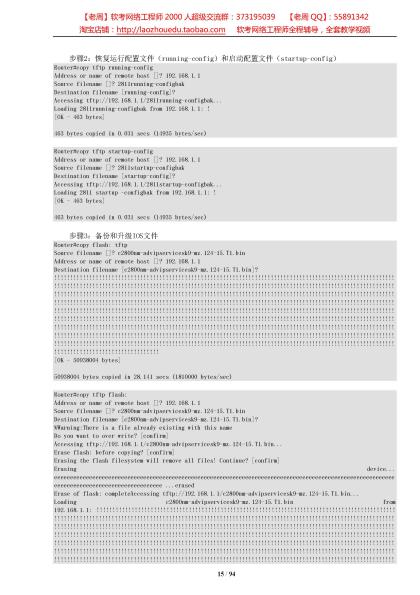 【老周】软考网络工程师 2000 人超级交流群：373195039 【老周 QQ】：55891342
淘宝店铺：http://laozhouedu.taobao.com 软考网络工程师全程辅导，全套教学视频
步骤2：恢复运行配置文件（running-config）和启动配置文件（startup-config）
Router#copy tftp running-config
Address or name of remote host []? 192.168.1.1
Source filename []? 2811running-configbak
Destination filename [running-config]?
Accessing tftp://192.168.1.1/2811running-configbak...
Loading 2811running-configbak from 192.168.1.1: !
[OK - 463 bytes]
463 bytes copied in 0.031 secs (14935 bytes/sec)
Router#copy tftp startup-config
Address or name of remote host []? 192.168.1.1
Source filename []? 2811startup-configbak
Destination filename [startup-config]?
Accessing tftp://192.168.1.1/2811startup-configbak...
Loading 2811 startup -configbak from 192.168.1.1: !
[OK - 463 bytes]
463 bytes copied in 0.031 secs (14935 bytes/sec)
步骤3：备份和升级IOS文件
Router#copy flash: tftp
Source filename []? c2800nm-advipservicesk9-mz.124-15.T1.bin
Address or name of remote host []? 192.168.1.1
Destination filename [c2800nm-advipservicesk9-mz.124-15.T1.bin]?
[OK - 50938004 bytes]
50938004 bytes copied in 28.141 secs (1810000 bytes/sec)
Router#copy tftp flash:
Address or name of remote host []? 192.168.1.1
Source filename []? c2800nm-advipservicesk9-mz.124-15.T1.bin
Destination filename [c2800nm-advipservicesk9-mz.124-15.T1.bin]?
%Warning:There is a file already existing with this name
Do you want to over write? [confirm]
Accessing tftp://192.168.1.1/c2800nm-advipservicesk9-mz.124-15.T1.bin...
Erase flash: before copying? [confirm]
Erasing the flash filesystem will remove all files! Continue? [confirm]
Erasing device...
...erased
Erase of flash: completeAccessing tftp://192.168.1.1/c2800nm-advipservicesk9-mz.124-15.T1.bin...
Loading c2800nm-advipservicesk9-mz.124-15.T1.bin from
192.168.1.1:
15 / 94